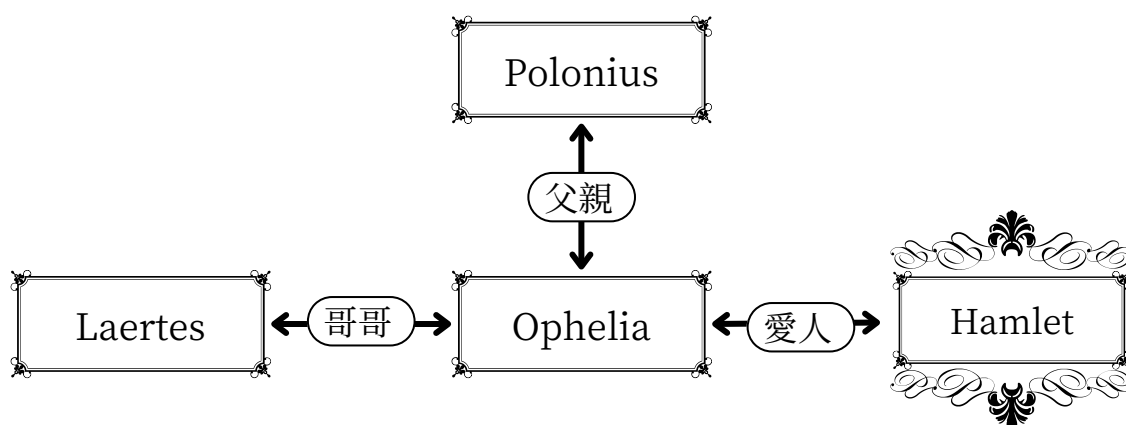 Polonius
父親
Laertes
哥哥
Ophelia
愛人
Hamlet